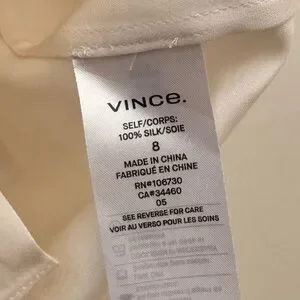 VINCE.
SELF/CORPS:
100% SILK/SOIE
8
MADE IN CHINA
FABRIQUÉ EN CHINE
RN#106730
CA#34460
05
SEE REVERSE FOR CARE
VOIR AU VERSO POUR LES SOINS